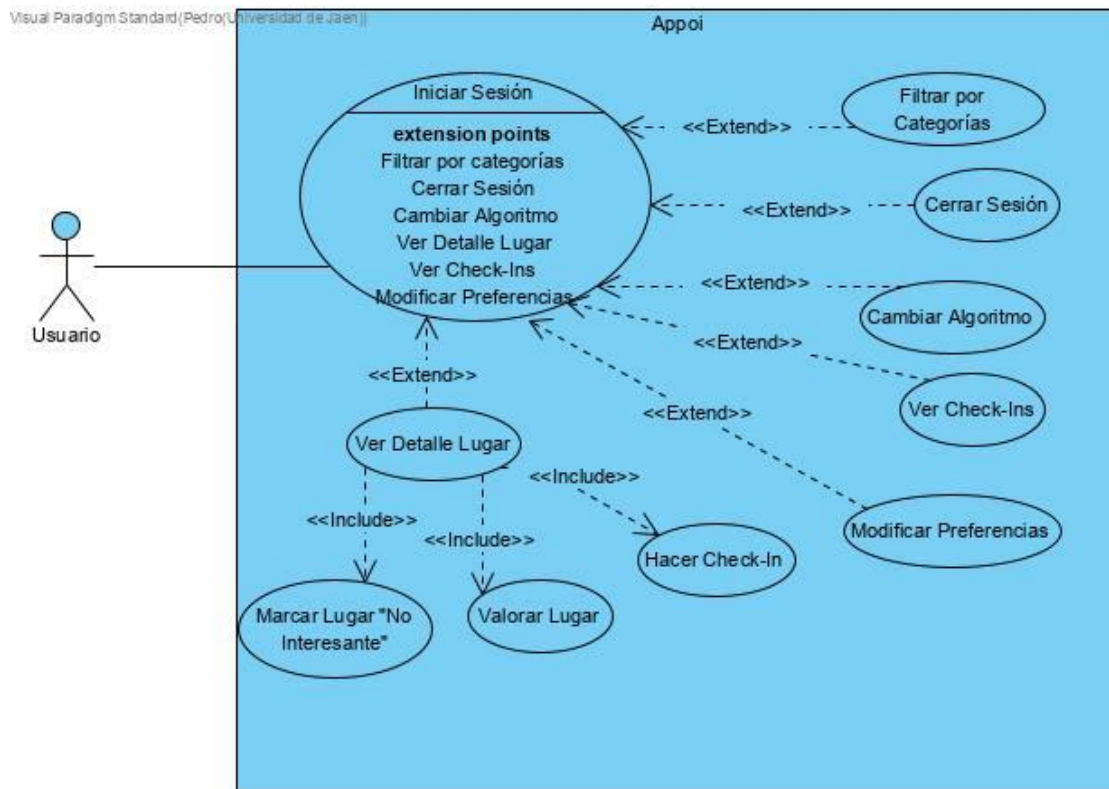 Visual Paradigm Standard(Pedro(Universidad de Jaen))
Appoi
Iniciar Sesión
extension points
Filtrar por categorías
Cerrar Sesión
Cambiar Algoritmo
Ver Detalle Lugar
Ver Check-Ins
Modificar Preferencias
Usuario
<<Extend>>
Filtrar por
Categorías
<<Extend>>
Cerrar Sesión
<<Extend>>
Cambiar Algoritmo
<<Extend>>
Ver Check-Ins
<<Extend>>
Modificar Preferencias
<<Extend>>
Ver Detalle Lugar
<<Include>>
<<Include>>
<<Include>>
Hacer Check-In
Marcar Lugar "No
Interesante"
Valorar Lugar